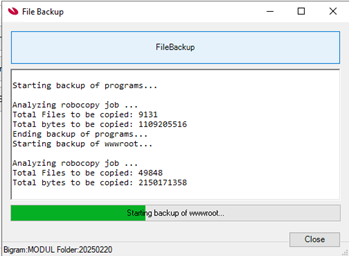 File Backup
FileBackup
Starting backup of programs...
Analyzing robocopy job ...
Total Files to be copied: 9131
Total bytes to be copied: 1109205516
Ending backup of programs...
Starting backup of wwwroot...
Analyzing robocopy job ...
Total Files to be copied: 49848
Total bytes to be copied: 2150171358
Starting backup of wwwroot...
Close
Bigram:MODUL Folder:20250220